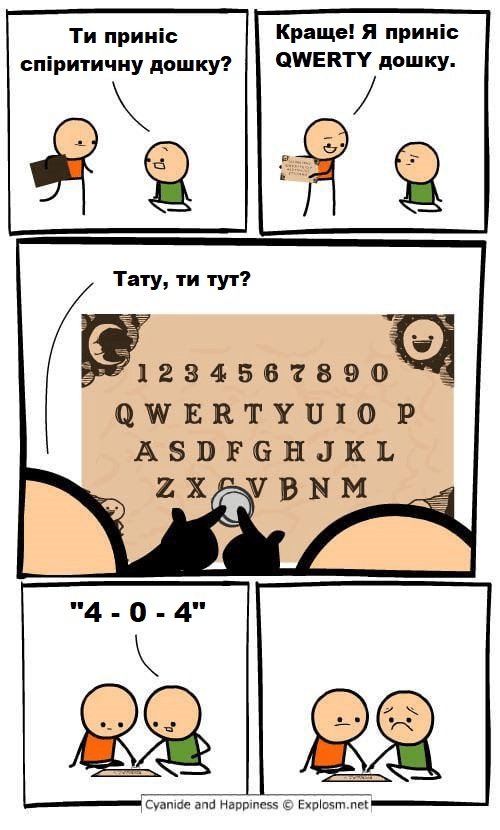 Ти приніс
спіритичну дошку?
Краще! Я приніс
QWERTY дошку.
Тату, ти тут?
1 2 3 4 5 6 7 8 9 0
Q W E R T Y U I O P
A S D F G H J K L
Z X C V B N M
"4 - 0 - 4"
Cyanide and Happiness © Explosm.net